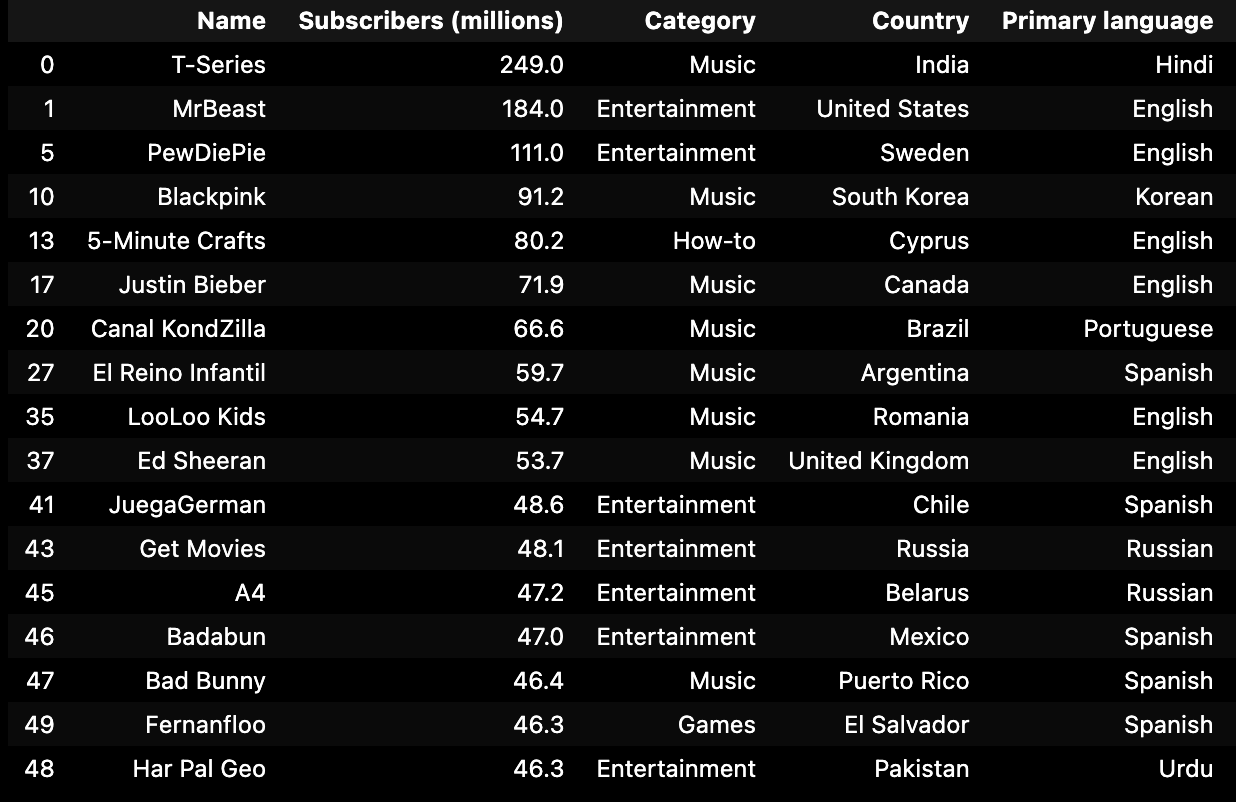 Name Subscribers (millions) Category Country Primary language
0 T-Series 249.0 Music India Hindi
1 MrBeast 184.0 Entertainment United States English
5 PewDiePie 111.0 Entertainment Sweden English
10 Blackpink 91.2 Music South Korea Korean
13 5-Minute Crafts 80.2 How-to Cyprus English
17 Justin Bieber 71.9 Music Canada English
20 Canal KondZilla 66.6 Music Brazil Portuguese
27 El Reino Infantil 59.7 Music Argentina Spanish
35 LooLoo Kids 54.7 Music Romania English
37 Ed Sheeran 53.7 Music United Kingdom English
41 JuegaGerman 48.6 Entertainment Chile Spanish
43 Get Movies 48.1 Entertainment Russia Russian
45 A4 47.2 Entertainment Belarus Russian
46 Badabun 47.0 Entertainment Mexico Spanish
47 Bad Bunny 46.4 Music Puerto Rico Spanish
49 Fernanfloo 46.3 Games El Salvador Spanish
48 Har Pal Geo 46.3 Entertainment Pakistan Urdu